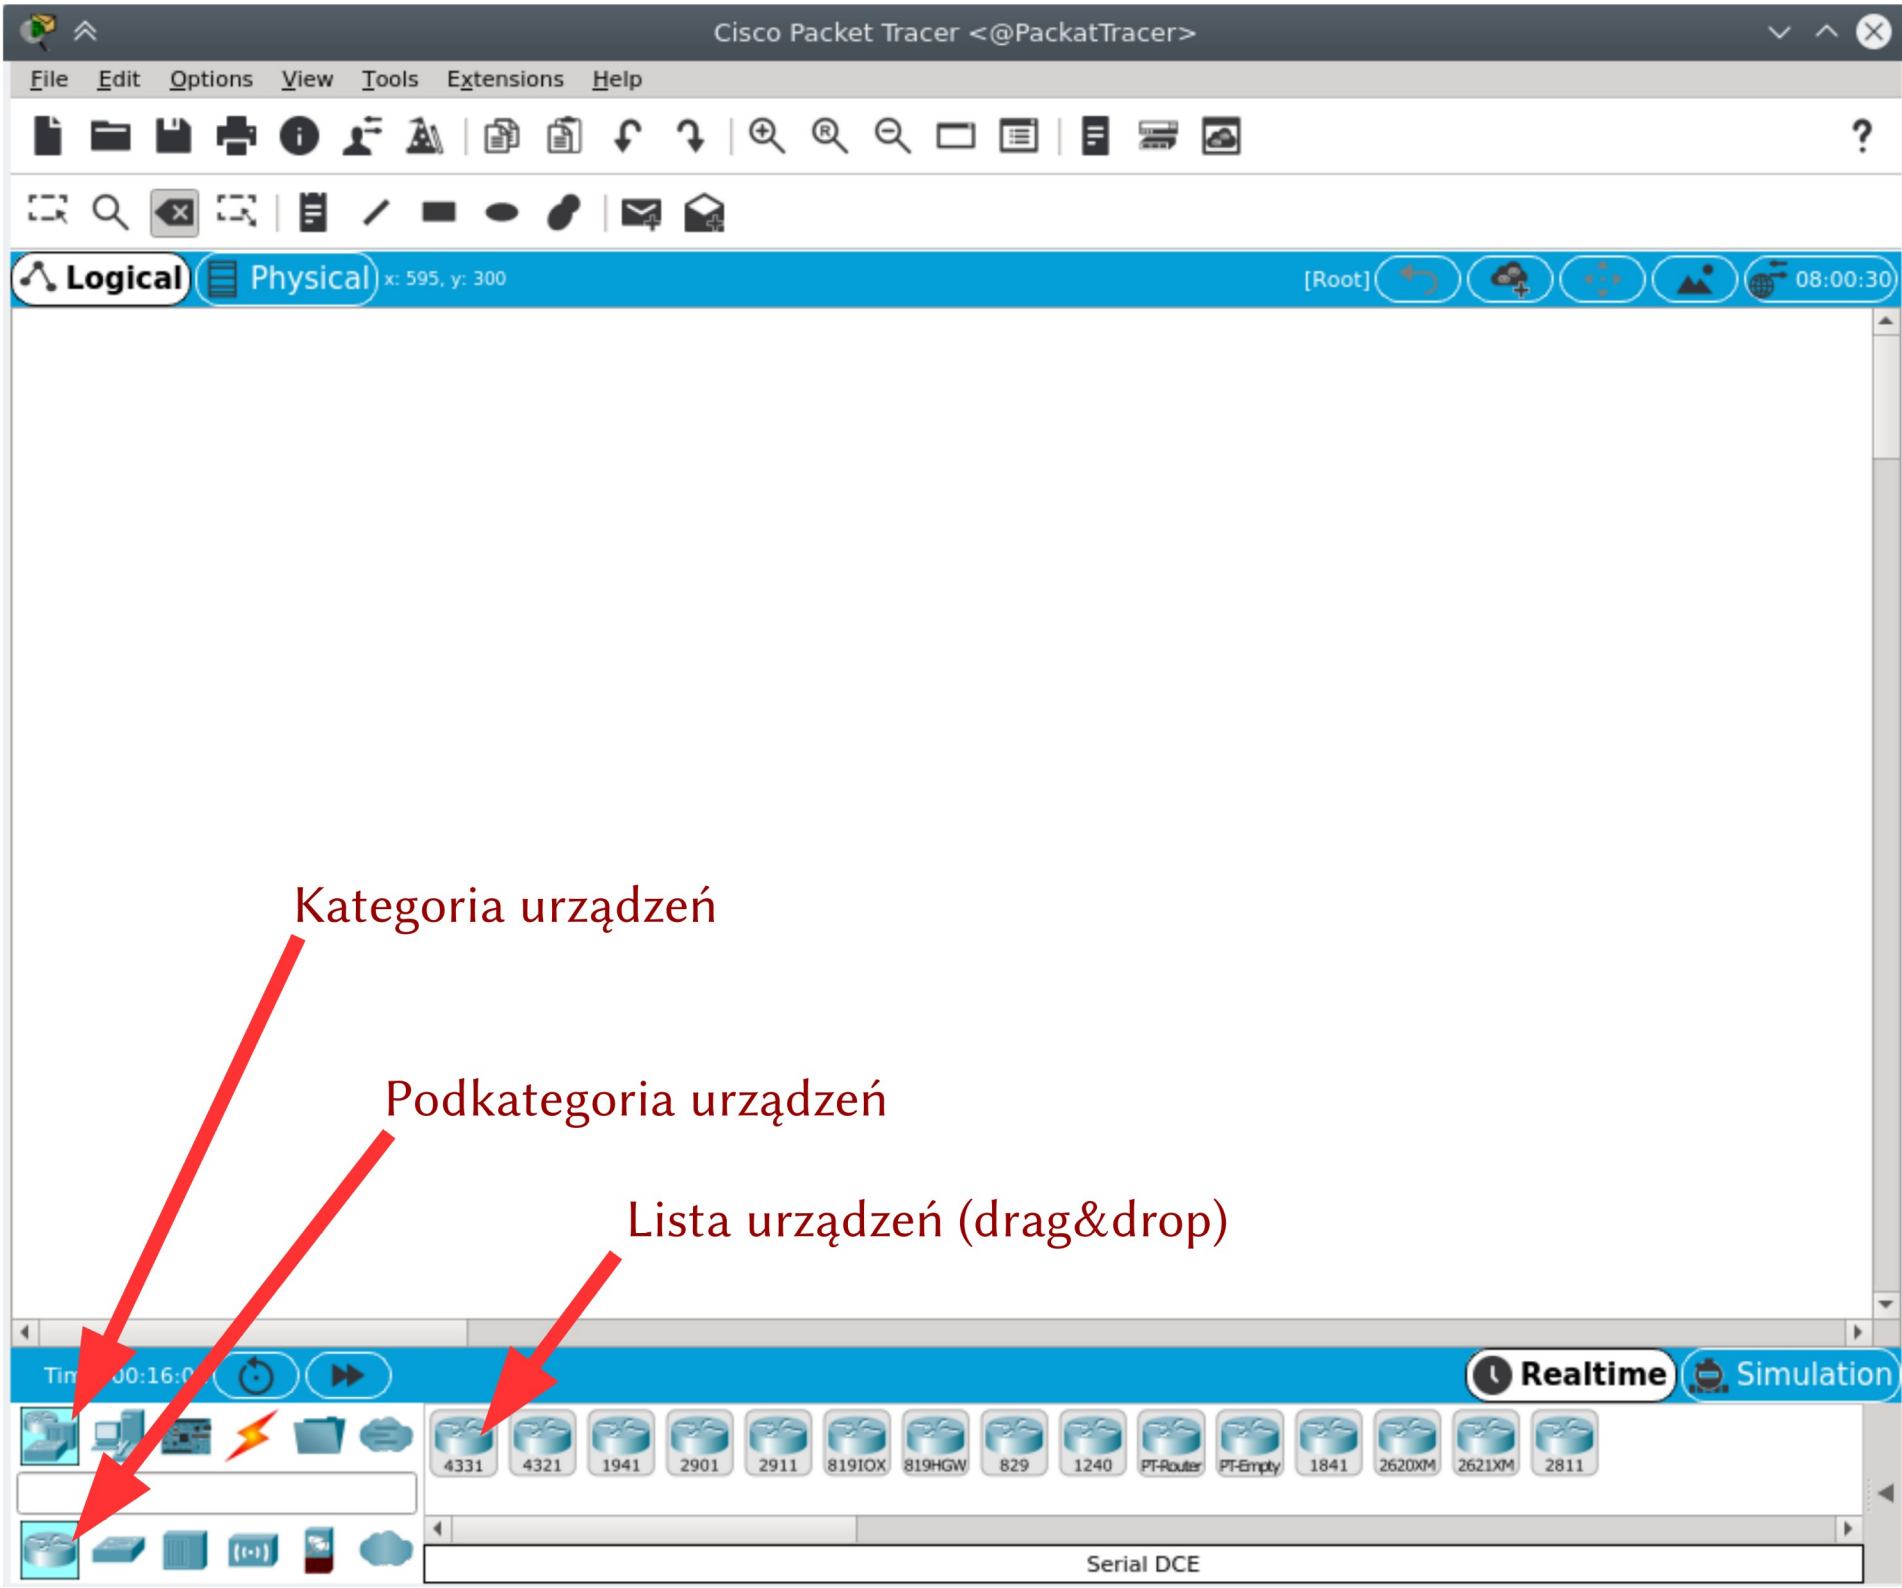 Cisco Packet Tracer <@PackatTracer>
File Edit Options View Tools Extensions Help
R
?
Logical Physical x: 595, y: 300 [Root] 08:00:30
Kategoria urządzeń
Podkategoria urządzeń
Lista urządzeń (drag&drop)
Realtime Simulation
4331 4321 1941 2901 2911 819IOX 819HGW 829 1240 PT-Router PT-Empty 1841 2620XM 2621XM 2811
Serial DCE